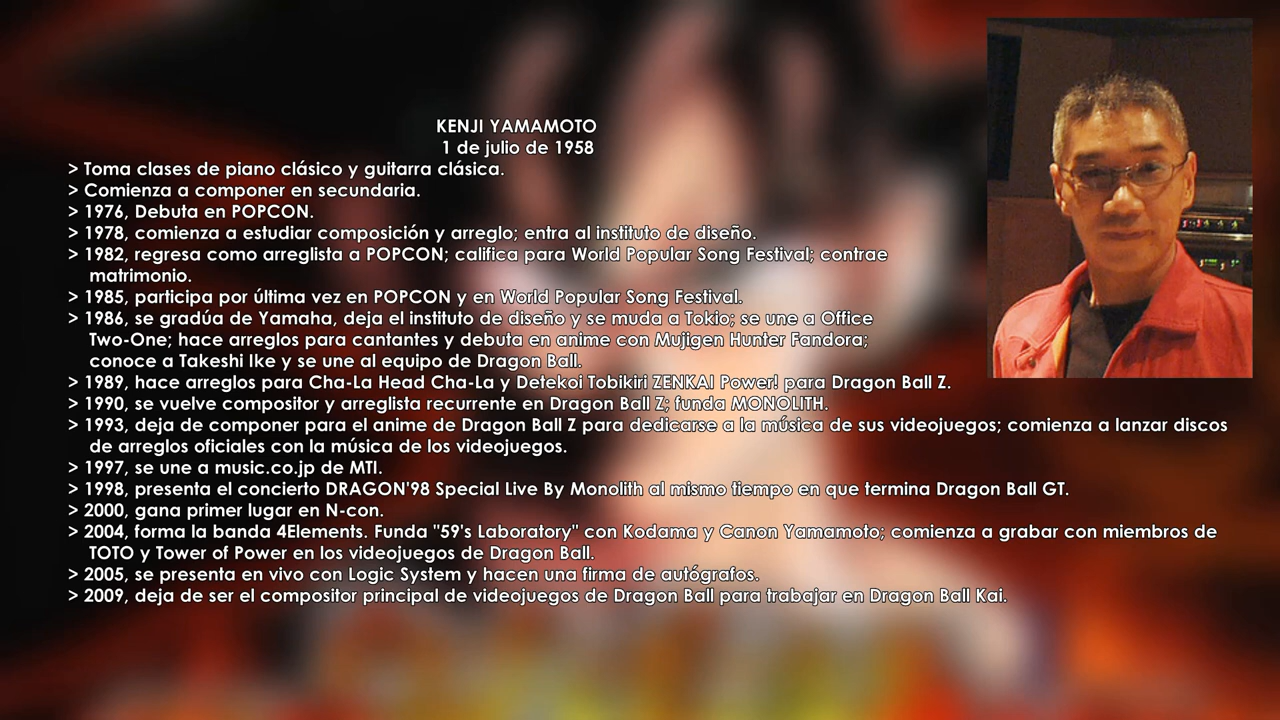 KENJI YAMAMOTO
1 de julio de 1958
> Toma clases de piano clásico y guitarra clásica.
> Comienza a componer en secundaria.
> 1976, Debuta en POPCON.
> 1978, comienza a estudiar composición y arreglo; entra al instituto de diseño.
> 1982, regresa como arreglista a POPCON; califica para World Popular Song Festival; contrae
matrimonio.
> 1985, participa por última vez en POPCON y en World Popular Song Festival.
> 1986, se gradúa de Yamaha, deja el instituto de diseño y se muda a Tokio; se une a Office
Two-One; hace arreglos para cantantes y debuta en anime con Mujigen Hunter Fandora;
conoce a Takeshi Ike y se une al equipo de Dragon Ball.
> 1989, hace arreglos para Cha-La Head Cha-La y Detekoi Tobikiri ZENKAI Power! para Dragon Ball Z.
> 1990, se vuelve compositor y arreglista recurrente en Dragon Ball Z; funda MONOLITH.
> 1993, deja de componer para el anime de Dragon Ball Z para dedicarse a la música de sus videojuegos; comienza a lanzar discos
de arreglos oficiales con la música de los videojuegos.
> 1997, se une a music.co.jp de MTI.
> 1998, presenta el concierto DRAGON'98 Special Live By Monolith al mismo tiempo en que termina Dragon Ball GT.
> 2000, gana primer lugar en N-con.
> 2004, forma la banda 4Elements. Funda "59's Laboratory" con Kodama y Canon Yamamoto; comienza a grabar con miembros de
TOTO y Tower of Power en los videojuegos de Dragon Ball.
> 2005, se presenta en vivo con Logic System y hacen una firma de autógrafos.
> 2009, deja de ser el compositor principal de videojuegos de Dragon Ball para trabajar en Dragon Ball Kai.